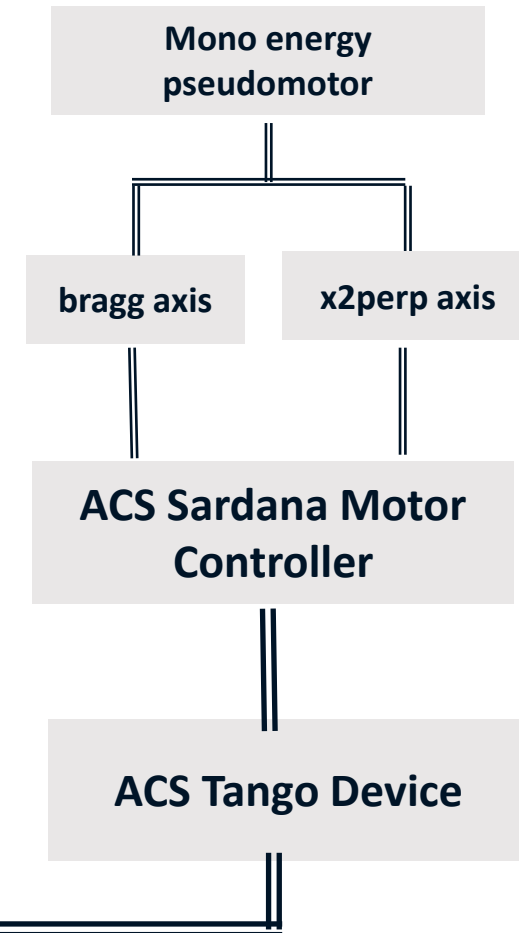 Mono energy
pseudomotor
bragg axis
x2perp axis
ACS Sardana Motor
Controller
ACS Tango Device